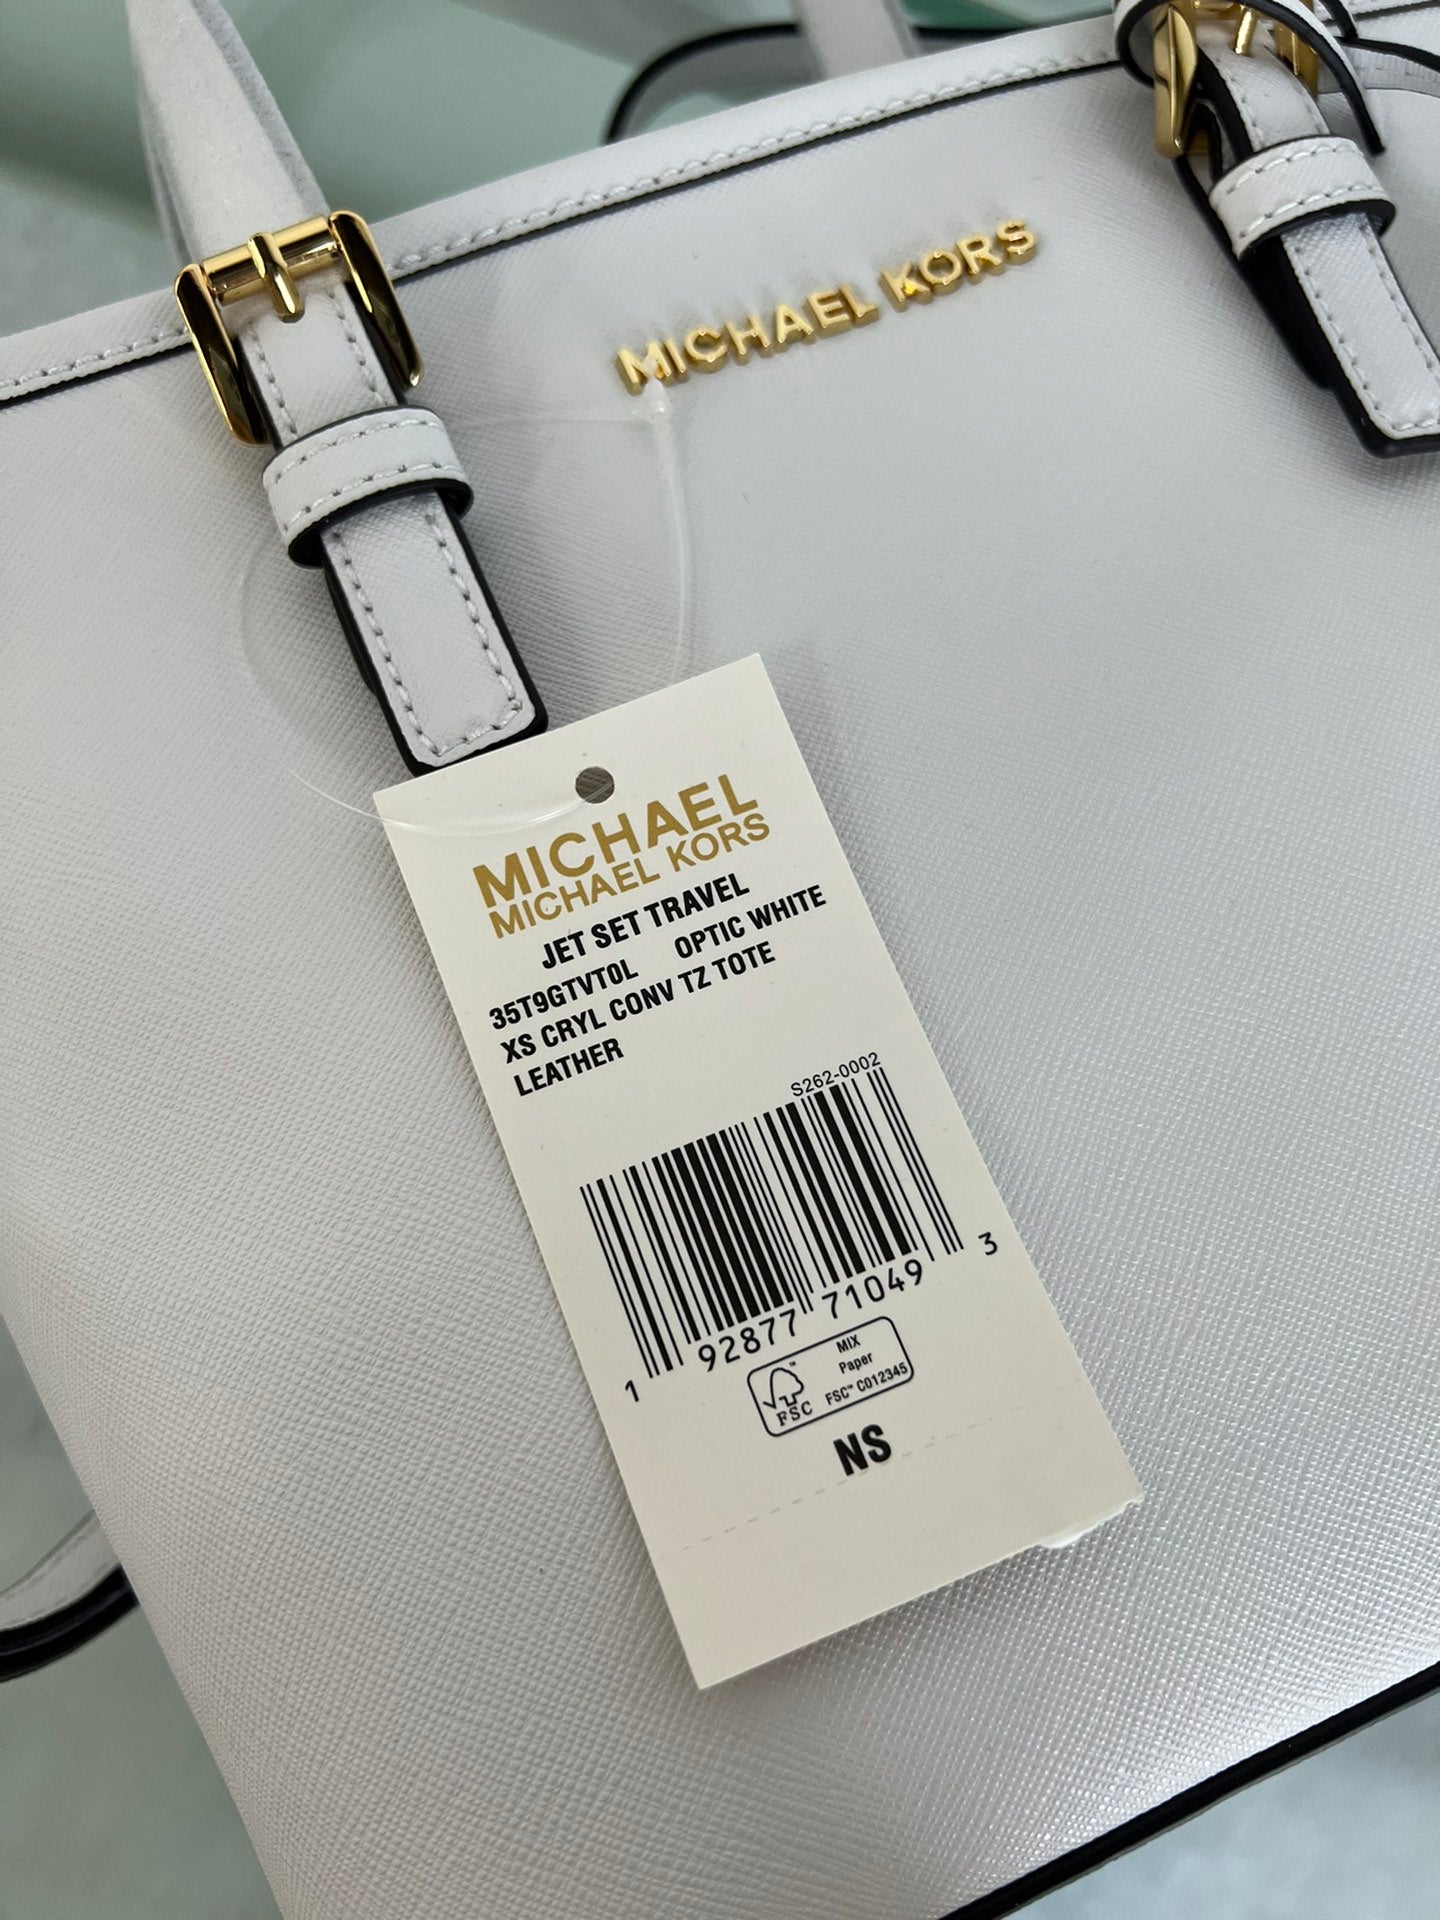 MICHAEL KORS
MICHAEL
MICHAEL KORS
JET SET TRAVEL
35T9GTVT0L OPTIC WHITE
XS CRYL CONV TZ TOTE
LEATHER
S262-0002
1 92877 71049 3
MIX
Paper
FSC™ C012345
FSC
NS